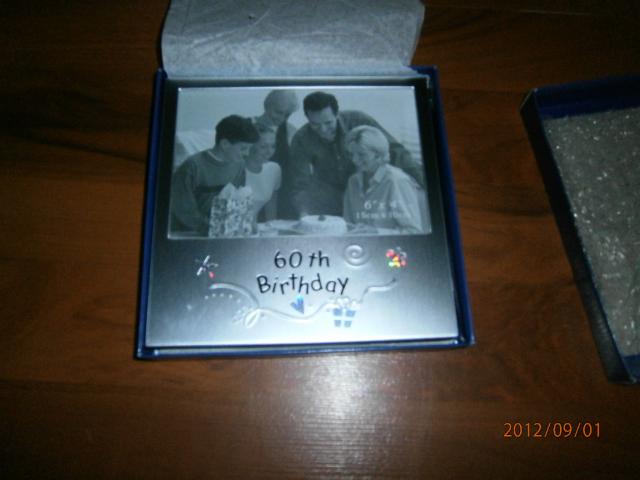 6" x 4"
15cm x 10cm
60th
Birthday
2012/09/01